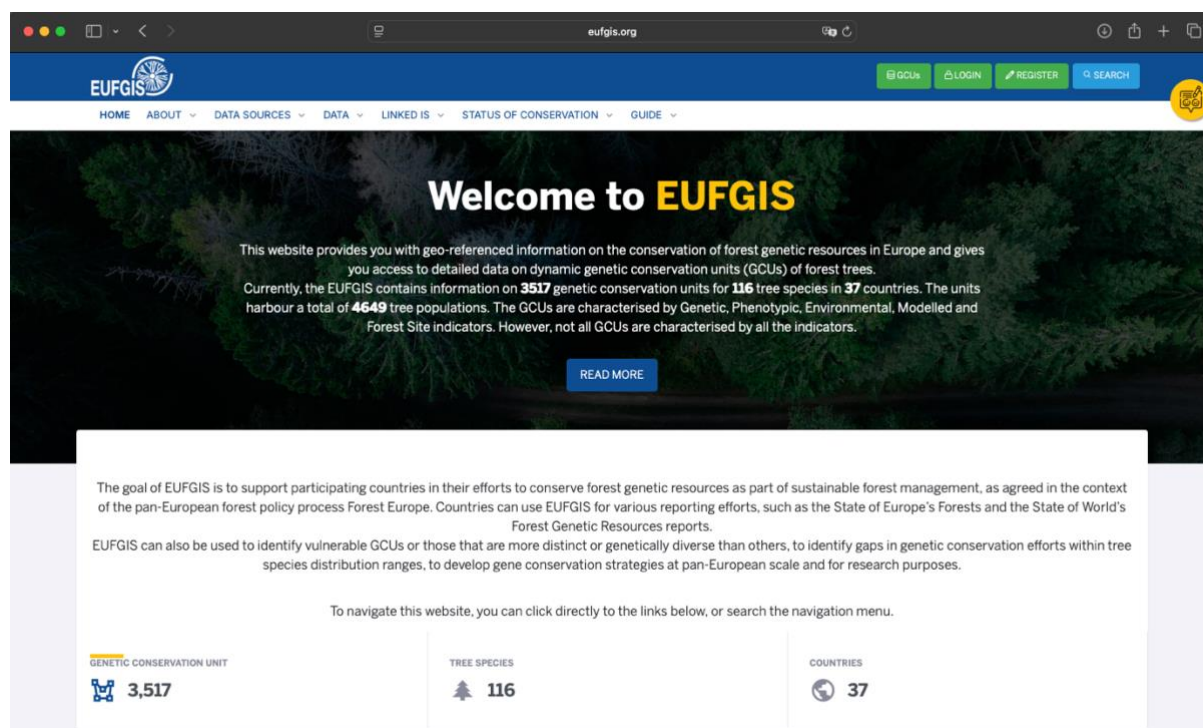 eufgis.org
EUFGIS
GCUs
LOGIN
REGISTER
SEARCH
HOME
ABOUT
DATA SOURCES
DATA
LINKED IS
STATUS OF CONSERVATION
GUIDE
Welcome to EUFGIS
This website provides you with geo-referenced information on the conservation of forest genetic resources in Europe and gives
you access to detailed data on dynamic genetic conservation units (GCUs) of forest trees.
Currently, the EUFGIS contains information on 3517 genetic conservation units for 116 tree species in 37 countries. The units
harbour a total of 4649 tree populations. The GCUs are characterised by Genetic, Phenotypic, Environmental, Modelled and
Forest Site indicators. However, not all GCUs are characterised by all the indicators.
READ MORE
The goal of EUFGIS is to support participating countries in their efforts to conserve forest genetic resources as part of sustainable forest management, as agreed in the context
of the pan-European forest policy process Forest Europe. Countries can use EUFGIS for various reporting efforts, such as the State of Europe's Forests and the State of World's
Forest Genetic Resources reports.
EUFGIS can also be used to identify vulnerable GCUs or those that are more distinct or genetically diverse than others, to identify gaps in genetic conservation efforts within tree
species distribution ranges, to develop gene conservation strategies at pan-European scale and for research purposes.
To navigate this website, you can click directly to the links below, or search the navigation menu.
GENETIC CONSERVATION UNIT
3,517
TREE SPECIES
116
COUNTRIES
37